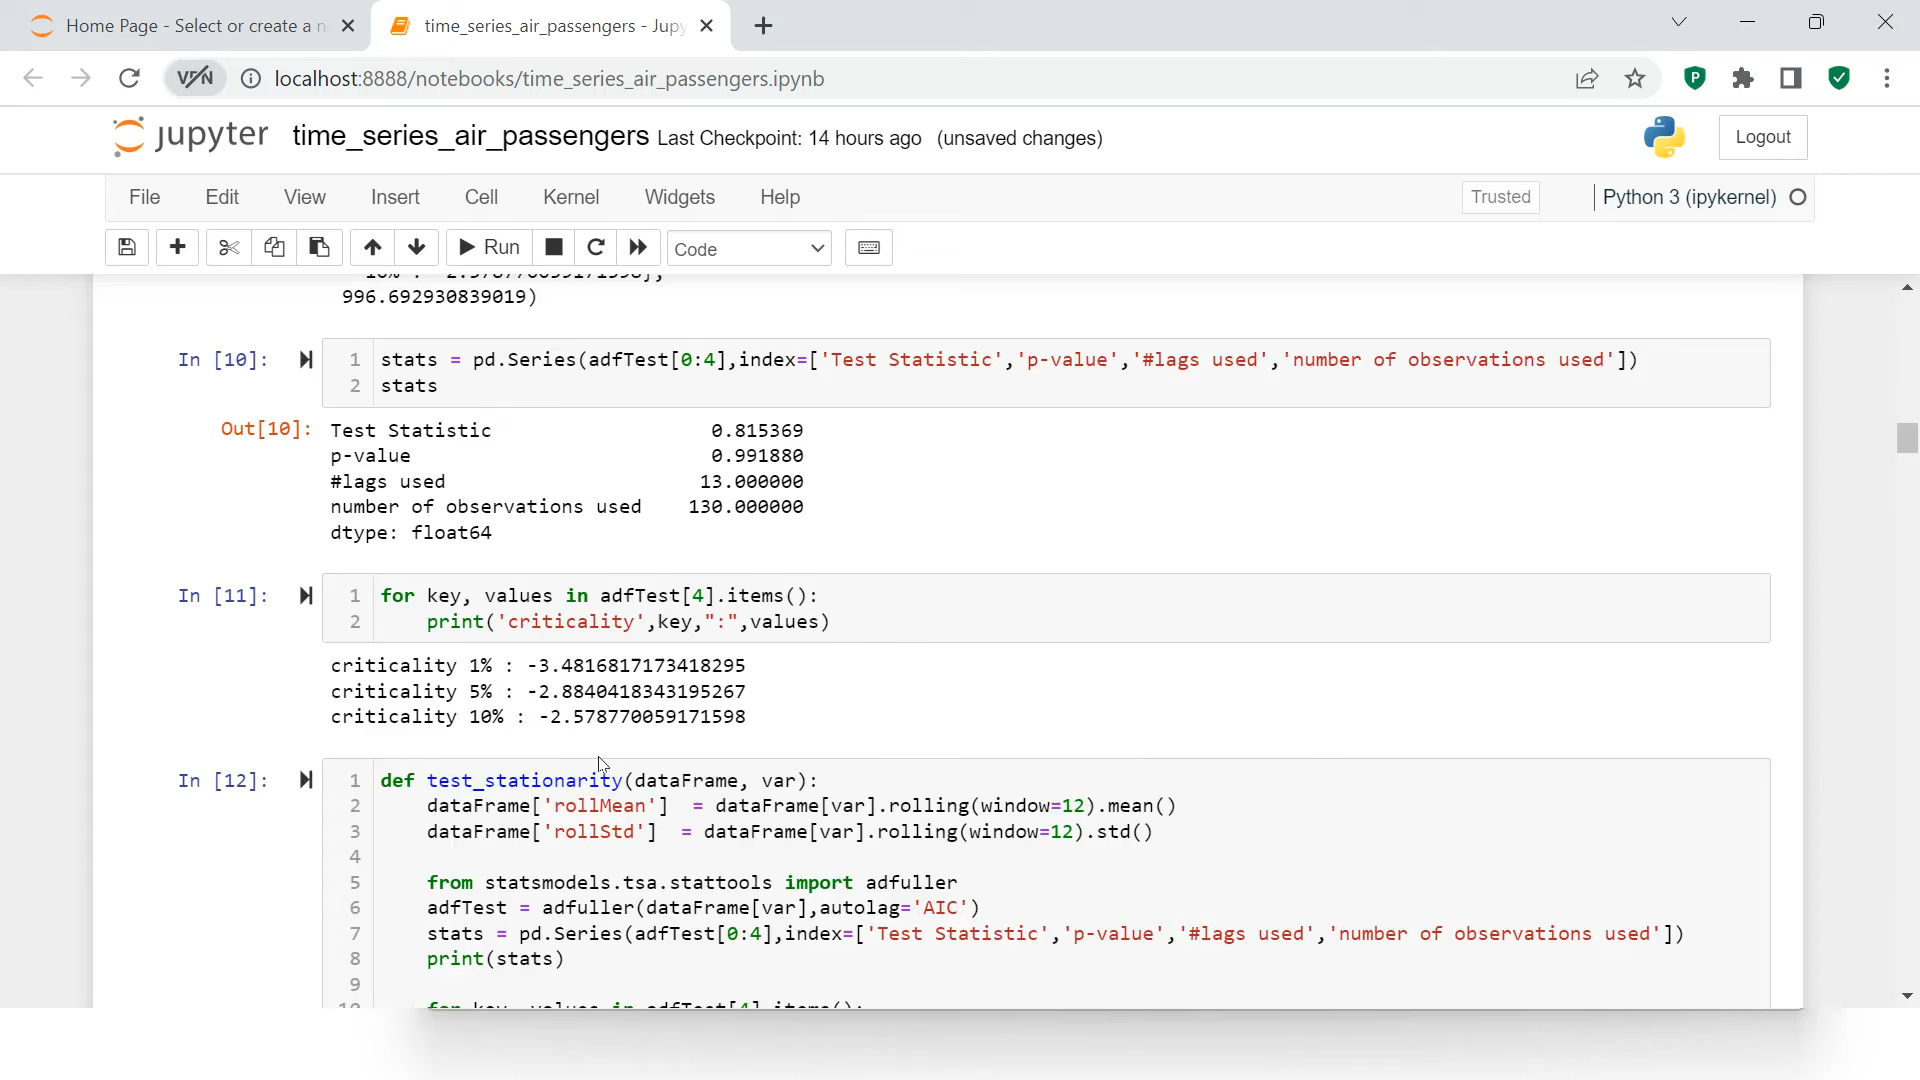 Home Page - Select or create a n
time_series_air_passengers - Jupy
VPN
localhost:8888/notebooks/time_series_air_passengers.ipynb
P
jupyter time_series_air_passengers Last Checkpoint: 14 hours ago (unsaved changes)
Logout
File Edit View Insert Cell Kernel Widgets Help
Trusted
Python 3 (ipykernel)
Run
Code
996.692930839019)
In [10]:
1 stats = pd.Series(adfTest[0:4],index=['Test Statistic','p-value','#lags used','number of observations used'])
2 stats
Out[10]:
Test Statistic 0.815369
p-value 0.991880
#lags used 13.000000
number of observations used 130.000000
dtype: float64
In [11]:
1 for key, values in adfTest[4].items():
2 print('criticality',key,":",values)
criticality 1% : -3.4816817173418295
criticality 5% : -2.8840418343195267
criticality 10% : -2.578770059171598
In [12]:
1 def test_stationarity(dataFrame, var):
2 dataFrame['rollMean'] = dataFrame[var].rolling(window=12).mean()
3 dataFrame['rollStd'] = dataFrame[var].rolling(window=12).std()
4
5 from statsmodels.tsa.stattools import adfuller
6 adfTest = adfuller(dataFrame[var],autolag='AIC')
7 stats = pd.Series(adfTest[0:4],index=['Test Statistic','p-value','#lags used','number of observations used'])
8 print(stats)
9